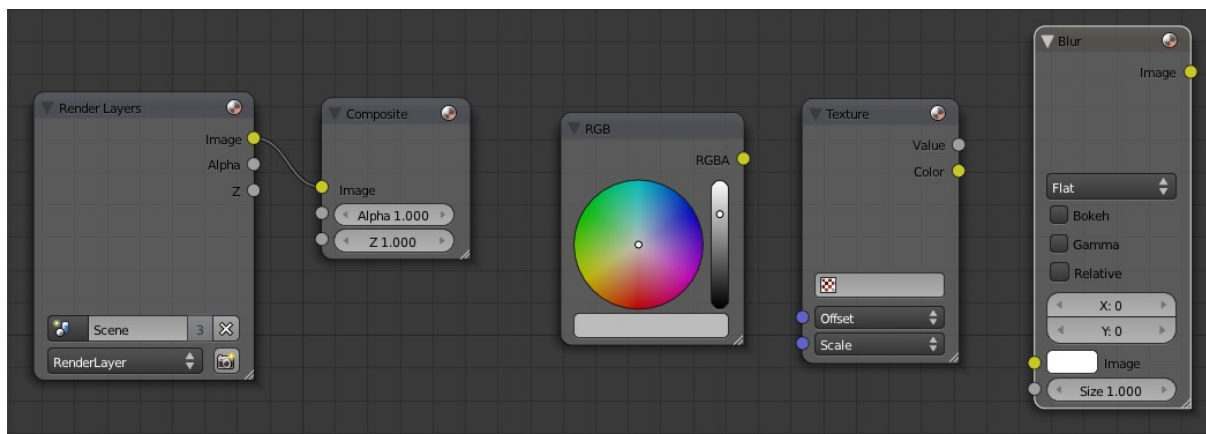 Render Layers
Image
Alpha
Z
Scene 3
RenderLayer
Composite
Image
Alpha 1.000
Z 1.000
RGB
RGBA
Texture
Value
Color
Offset
Scale
Blur
Image
Flat
Bokeh
Gamma
Relative
X: 0
Y: 0
Image
Size 1.000